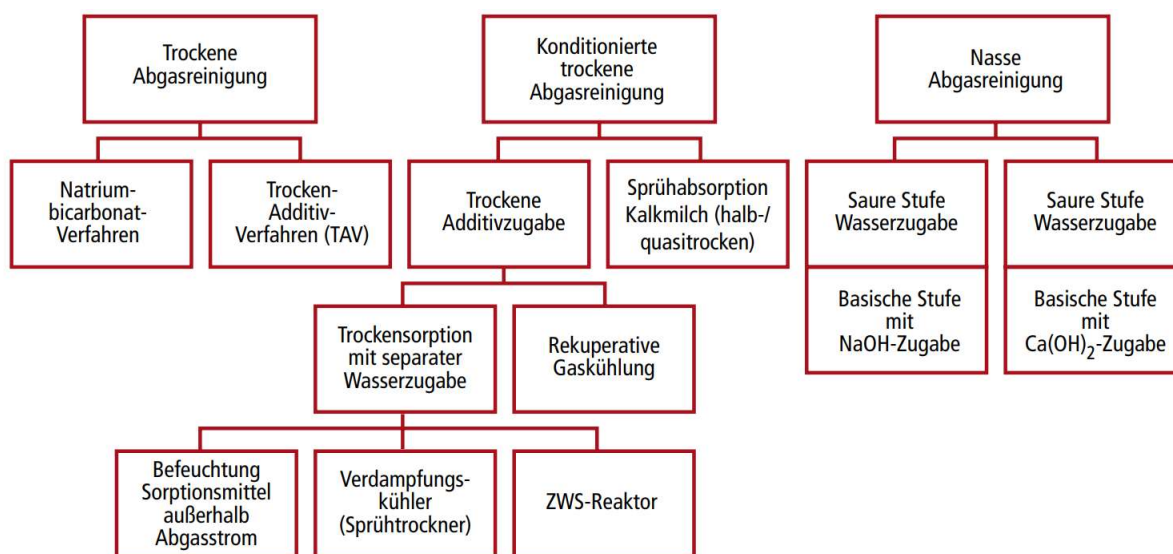 Trockene
Abgasreinigung
Konditionierte
trockene
Abgasreinigung
Nasse
Abgasreinigung
Natrium-
bicarbonat-
Verfahren
Trocken-
Additiv-
Verfahren (TAV)
Trockene
Additivzugabe
Sprühabsorption
Kalkmilch (halb-/
quasitrocken)
Saure Stufe
Wasserzugabe
Saure Stufe
Wasserzugabe
Basische Stufe
mit
NaOH-Zugabe
Basische Stufe
mit
Ca(OH)2-Zugabe
Trockensorption
mit separater
Wasserzugabe
Rekuperative
Gaskühlung
Befeuchtung
Sorptionsmittel
außerhalb
Abgasstrom
Verdampfungs-
kühler
(Sprühtrockner)
ZWS-Reaktor